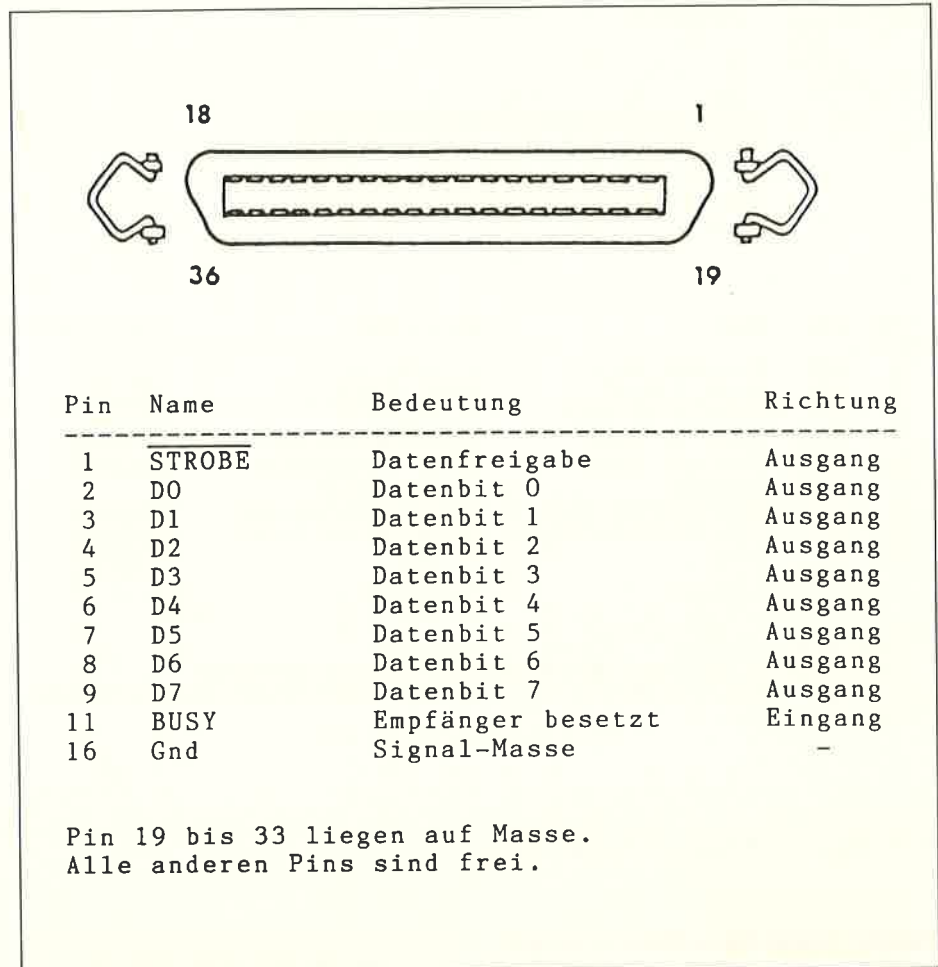 18 1
36 19
Pin Name Bedeutung Richtung
1 STROBE Datenfreigabe Ausgang
2 D0 Datenbit 0 Ausgang
3 D1 Datenbit 1 Ausgang
4 D2 Datenbit 2 Ausgang
5 D3 Datenbit 3 Ausgang
6 D4 Datenbit 4 Ausgang
7 D5 Datenbit 5 Ausgang
8 D6 Datenbit 6 Ausgang
9 D7 Datenbit 7 Ausgang
11 BUSY Empfänger besetzt Eingang
16 Gnd Signal-Masse –
Pin 19 bis 33 liegen auf Masse.
Alle anderen Pins sind frei.